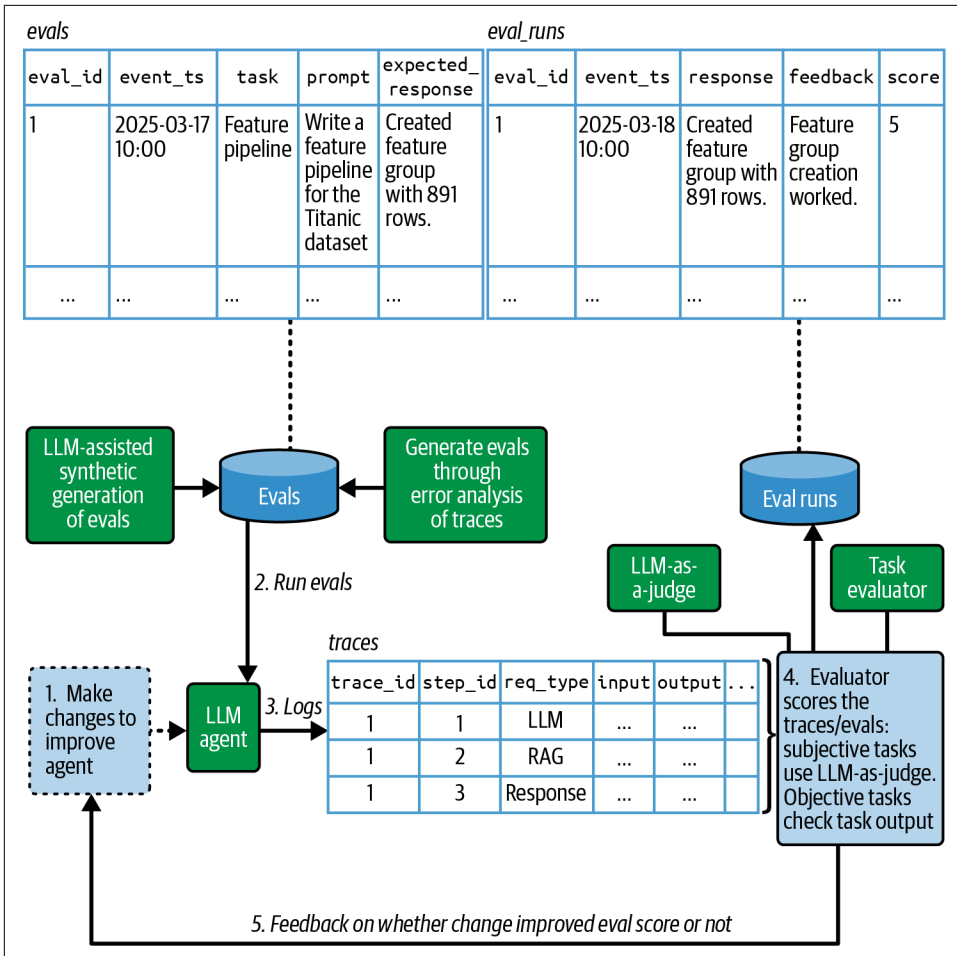 evals
eval_runs
eval_id event_ts task prompt expected_
response
1 2025-03-17
10:00
Feature
pipeline
Write a
feature
pipeline
for the
Titanic
dataset
Created
feature
group
with 891
rows.
... ... ... ... ...
eval_id event_ts response feedback score
1 2025-03-18
10:00
Created
feature
group with
891 rows.
Feature
group
creation
worked.
5
... ... ... ... ...
LLM-assisted
synthetic
generation
of evals
Evals
Generate evals
through
error analysis
of traces
Eval runs
2. Run evals
LLM-as-
a-judge
Task
evaluator
traces
1. Make
changes to
improve
agent
LLM
agent
3. Logs
trace_id step_id req_type input output ...
1 1 LLM ... ...
1 2 RAG ... ...
1 3 Response ... ...
4. Evaluator
scores the
traces/evals:
subjective tasks
use LLM-as-judge.
Objective tasks
check task output
5. Feedback on whether change improved eval score or not